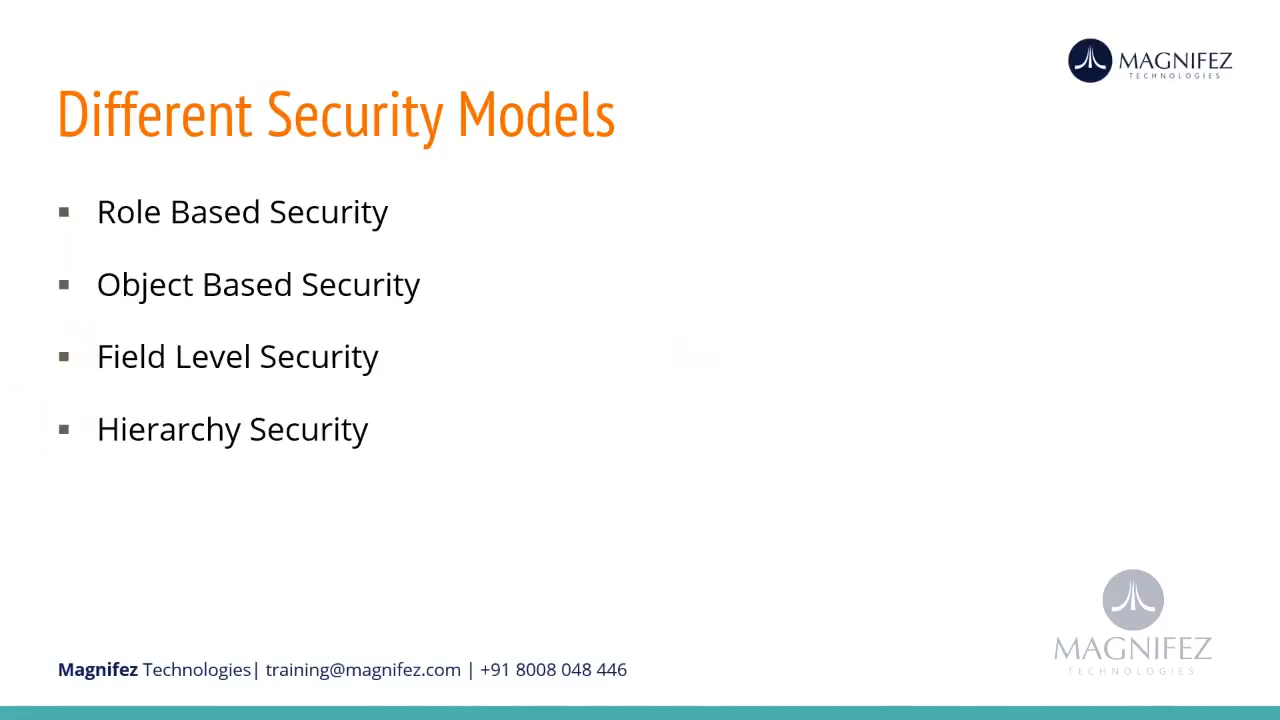 MAGNIFEZ
TECHNOLOGIES
Different Security Models
▪ Role Based Security
▪ Object Based Security
▪ Field Level Security
▪ Hierarchy Security
MAGNIFEZ
TECHNOLOGIES
Magnifez Technologies| training@magnifez.com | +91 8008 048 446